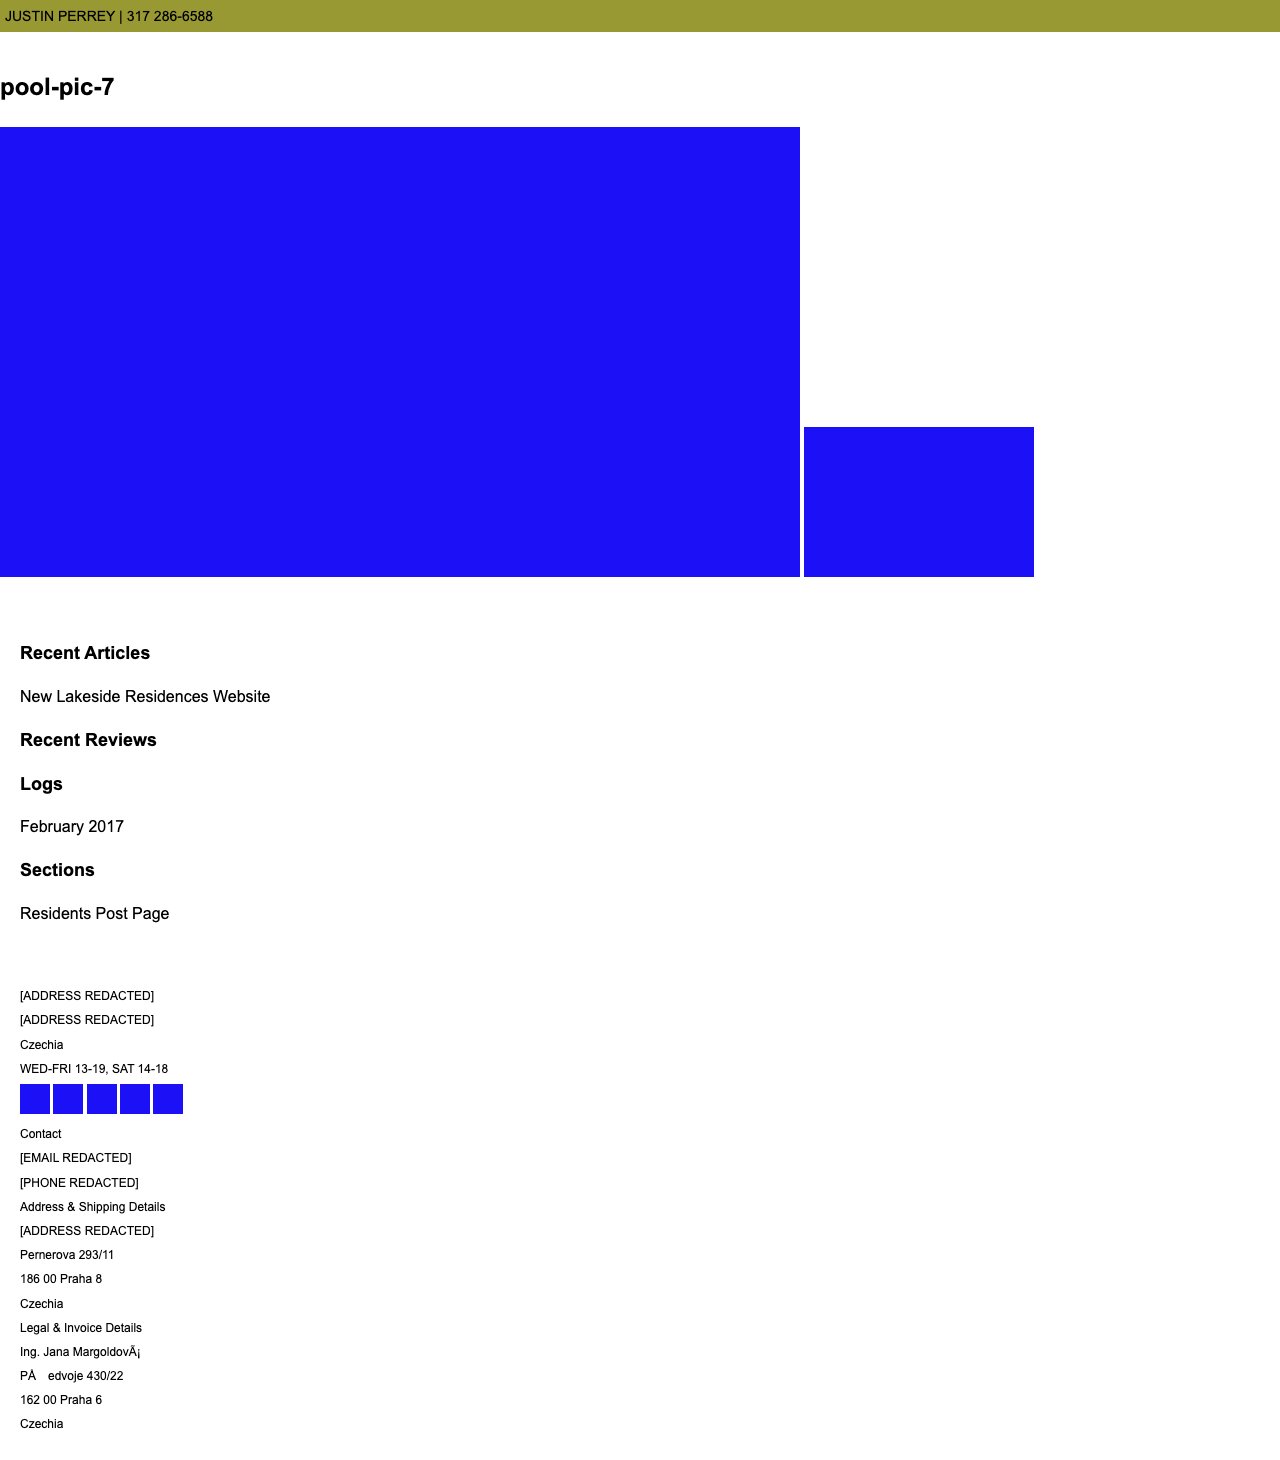 JUSTIN PERREY | 317 286-6588
pool-pic-7
Recent Articles
New Lakeside Residences Website
Recent Reviews
Logs
February 2017
Sections
Residents Post Page
[ADDRESS REDACTED]
[ADDRESS REDACTED]
Czechia
WED-FRI 13-19, SAT 14-18
Contact
[EMAIL REDACTED]
[PHONE REDACTED]
Address & Shipping Details
[ADDRESS REDACTED]
Pernerova 293/11
186 00 Praha 8
Czechia
Legal & Invoice Details
Ing. Jana MargoldovÃ¡
PÅ edvoje 430/22
162 00 Praha 6
Czechia